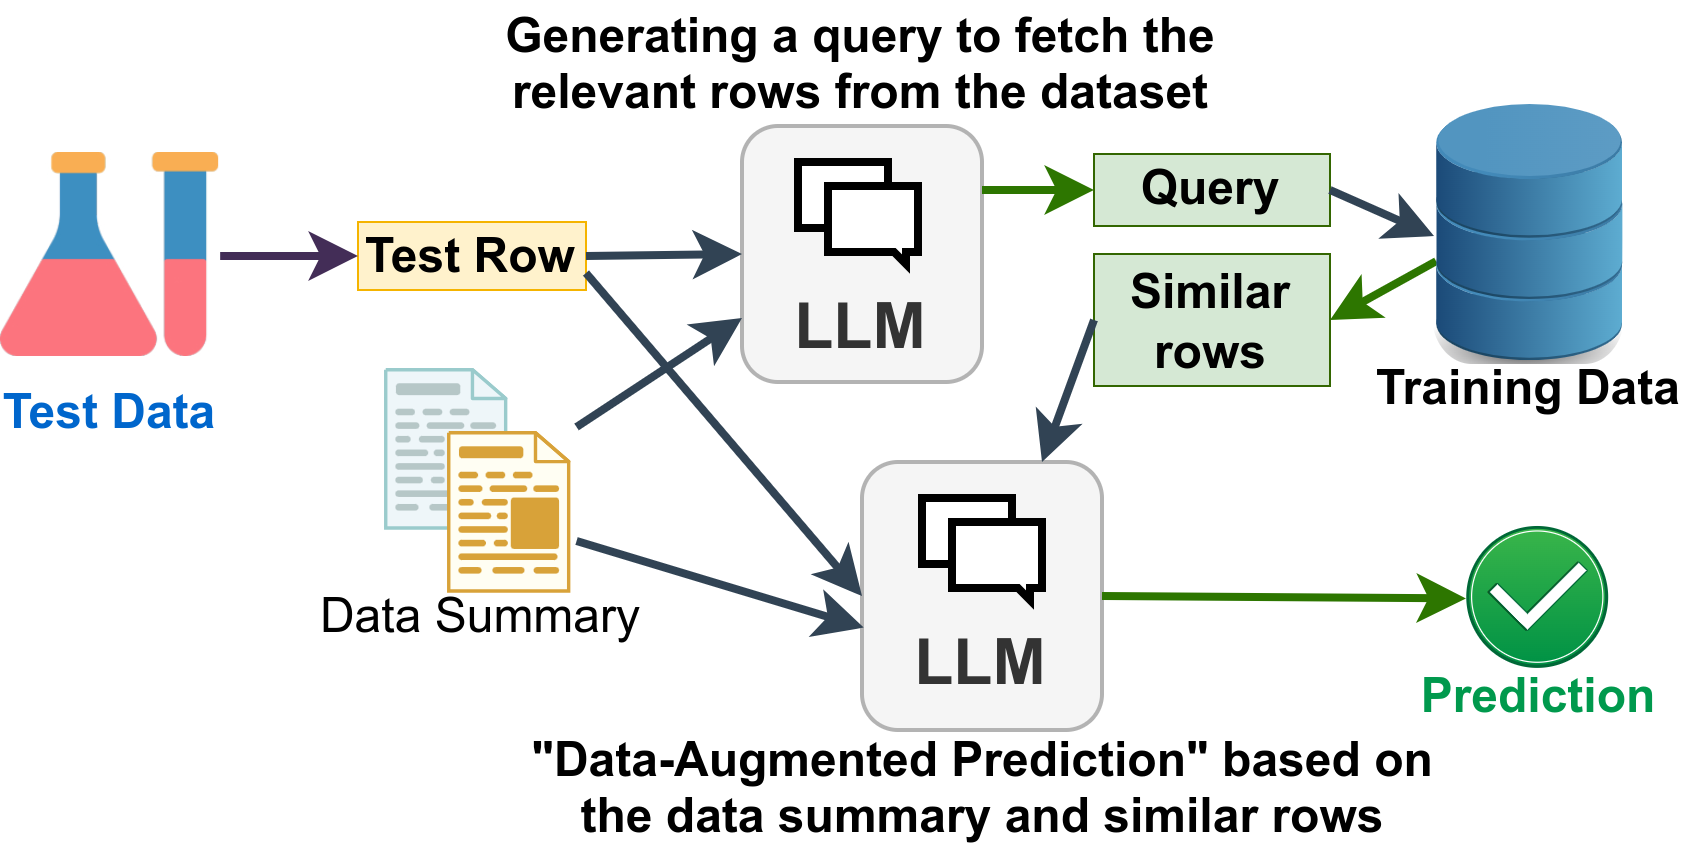 Generating a query to fetch the
relevant rows from the dataset
Test Data
Test Row
Data Summary
LLM
Query
Similar
rows
Training Data
LLM
Prediction
"Data-Augmented Prediction" based on
the data summary and similar rows